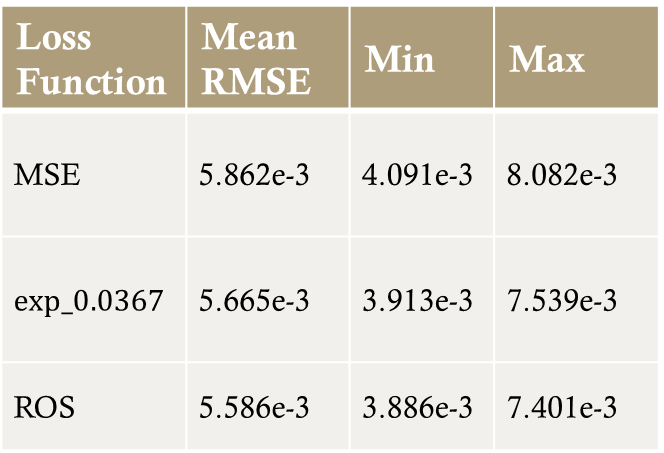 Loss Function Mean RMSE Min Max
MSE 5.862e-3 4.091e-3 8.082e-3
exp_0.0367 5.665e-3 3.913e-3 7.539e-3
ROS 5.586e-3 3.886e-3 7.401e-3